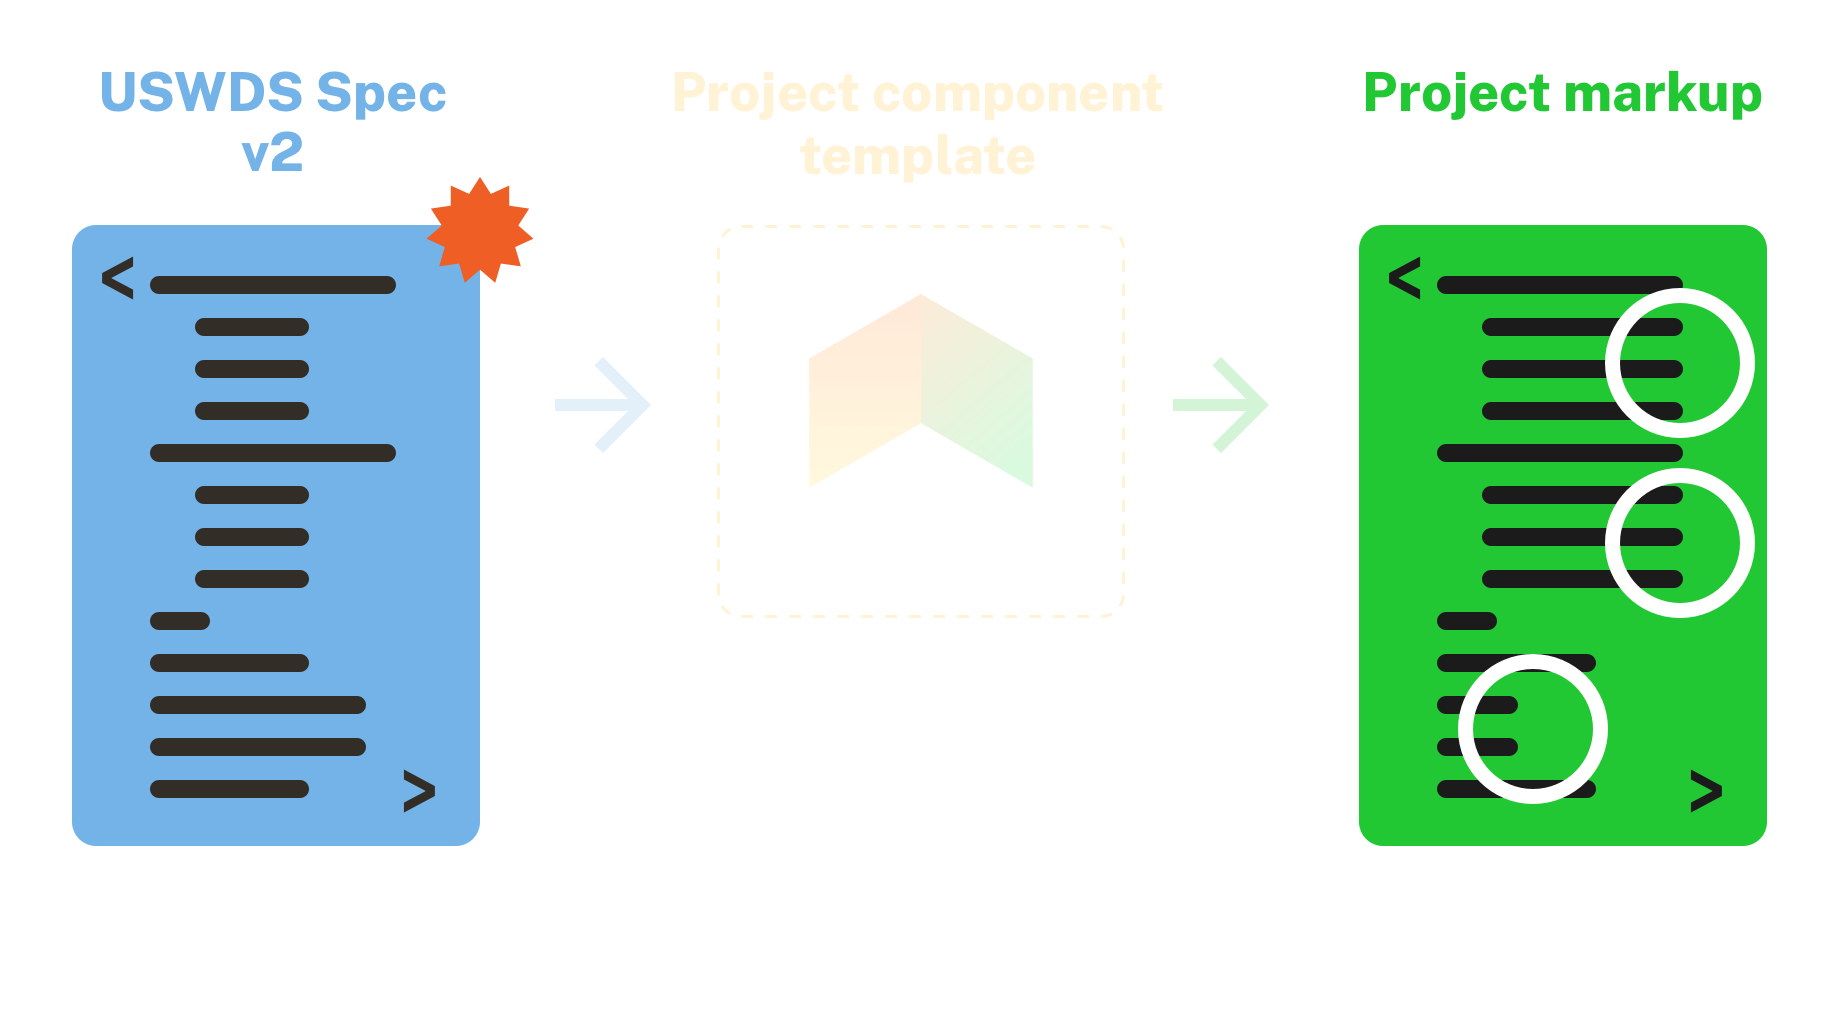 USWDS Spec
v2
Project component
template
Project markup
<
>
<
>